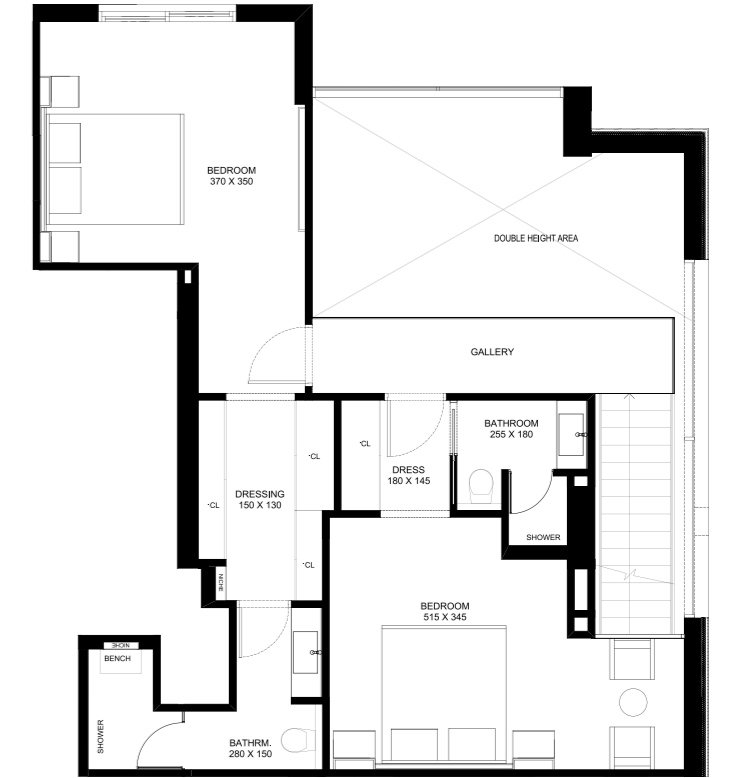 BEDROOM
370 X 350
DOUBLE HEIGHT AREA
GALLERY
BATHROOM
255 X 180
CL
CL
DRESS
180 X 145
DRESSING
150 X 130
CL
SHOWER
CL
NICHE
BEDROOM
515 X 345
NICHE
BENCH
SHOWER
BATHRM.
280 X 150